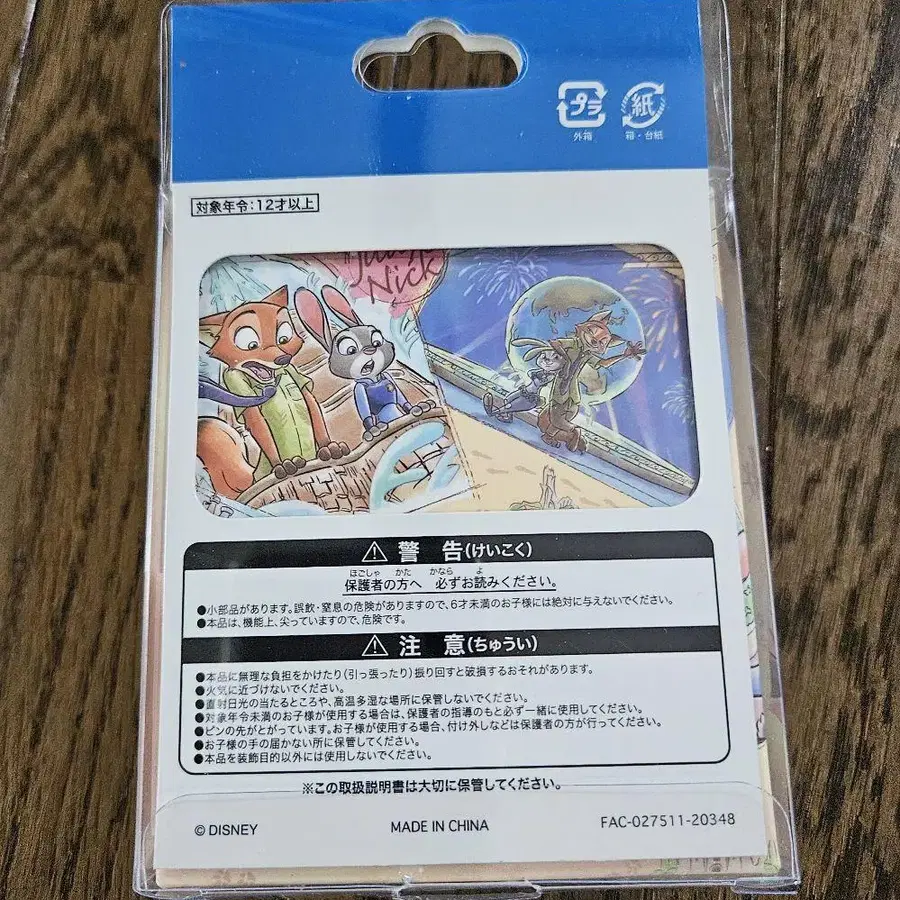 プラ
外箱
紙
箱・台紙
対象年令:12才以上
Nick
⚠ 警 告(けいこく)
ほごしゃ かた かなら よ
保護者の方へ 必ずお読みください。
●小部品があります。誤飲・窒息の危険がありますので、6才未満のお子様には絶対に与えないでください。
●本品は、機能上、尖っていますので、危険です。
⚠ 注 意(ちゅうい)
●本品に無理な負担をかけたり(引っ張ったり)振り回すと破損するおそれがあります。
●火気に近づけないでください。
●直射日光の当たるところや、高温多湿な場所に保管しないでください。
●対象年令未満のお子様が使用する場合は、保護者の指導のもと必ず一緒に使用してください。
●ピンの先がとがっています。お子様が使用する場合、付け外しなどは保護者の方が行ってください。
●お子様の手の届かない所に保管してください。
●本品を装飾目的以外には使用しないでください。
※この取扱説明書は大切に保管してください。
© DISNEY
MADE IN CHINA
FAC-027511-20348